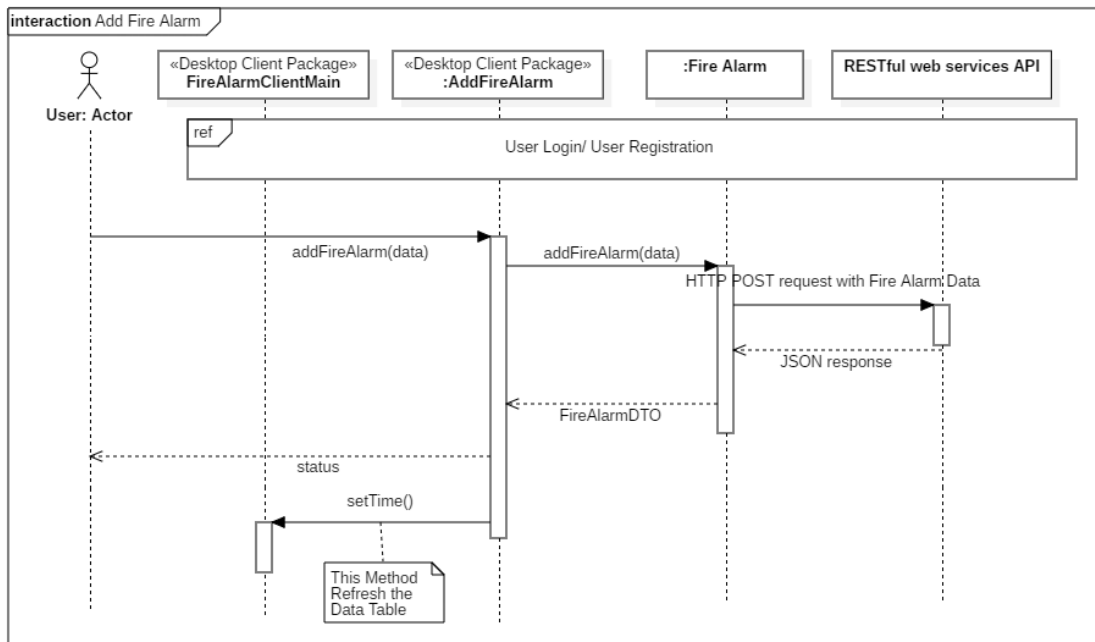 interaction Add Fire Alarm
User: Actor
«Desktop Client Package»
FireAlarmClientMain
«Desktop Client Package»
:AddFireAlarm
:Fire Alarm
RESTful web services API
ref
User Login/ User Registration
addFireAlarm(data)
addFireAlarm(data)
HTTP POST request with Fire Alarm Data
JSON response
FireAlarmDTO
status
setTime()
This Method
Refresh the
Data Table